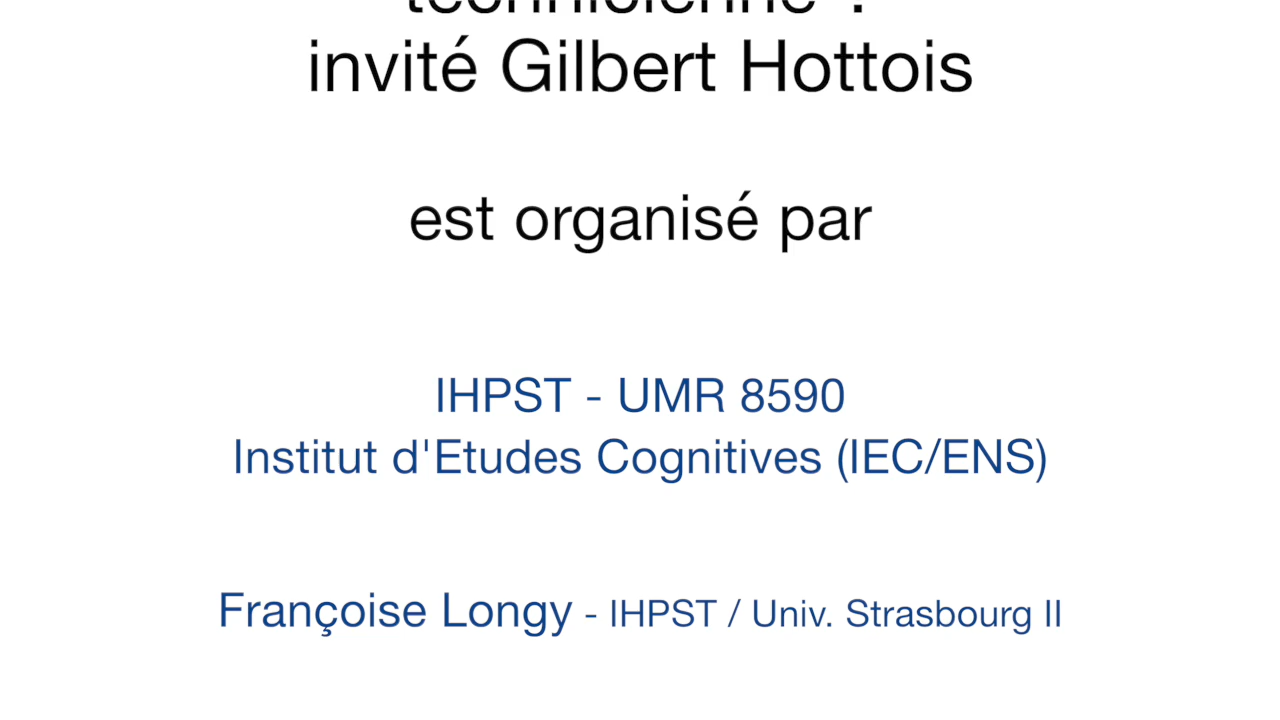 technicienne" :
invité Gilbert Hottois
est organisé par
IHPST - UMR 8590
Institut d'Etudes Cognitives (IEC/ENS)
Françoise Longy - IHPST / Univ. Strasbourg II